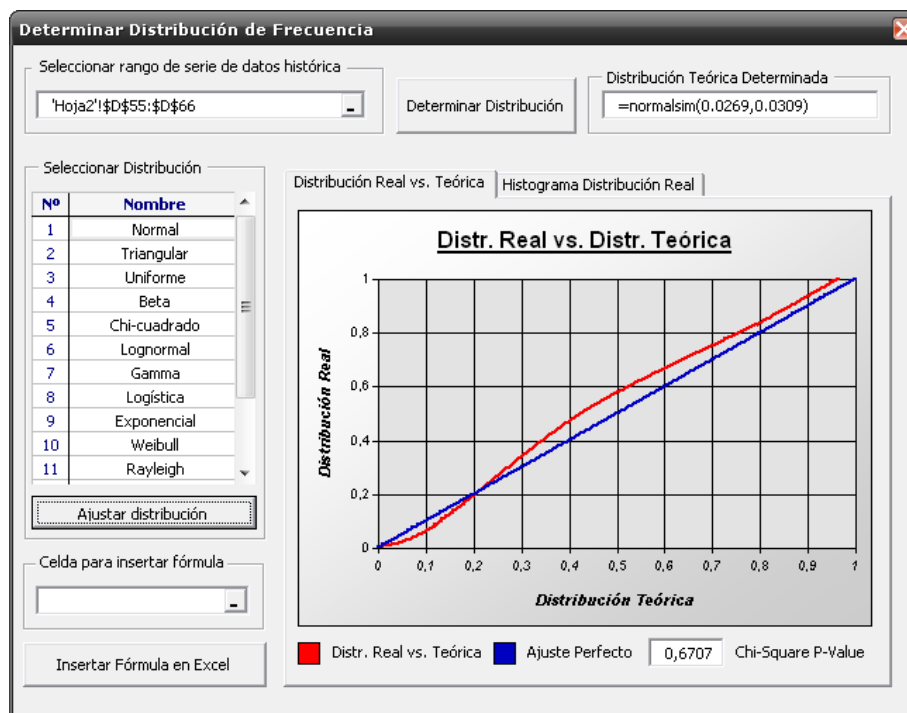 Determinar Distribución de Frecuencia
Seleccionar rango de serie de datos histórica
'Hoja2'!$D$55:$D$66
Determinar Distribución
Distribución Teórica Determinada
=normalsim(0.0269,0.0309)
Seleccionar Distribución
Nº Nombre
1 Normal
2 Triangular
3 Uniforme
4 Beta
5 Chi-cuadrado
6 Lognormal
7 Gamma
8 Logística
9 Exponencial
10 Weibull
11 Rayleigh
Ajustar distribución
Celda para insertar fórmula
Insertar Fórmula en Excel
Distribución Real vs. Teórica
Histograma Distribución Real
Distr. Real vs. Distr. Teórica
Distribución Real
1
0,8
0,6
0,4
0,2
0
0 0,1 0,2 0,3 0,4 0,5 0,6 0,7 0,8 0,9 1
Distribución Teórica
Distr. Real vs. Teórica Ajuste Perfecto 0,6707 Chi-Square P-Value